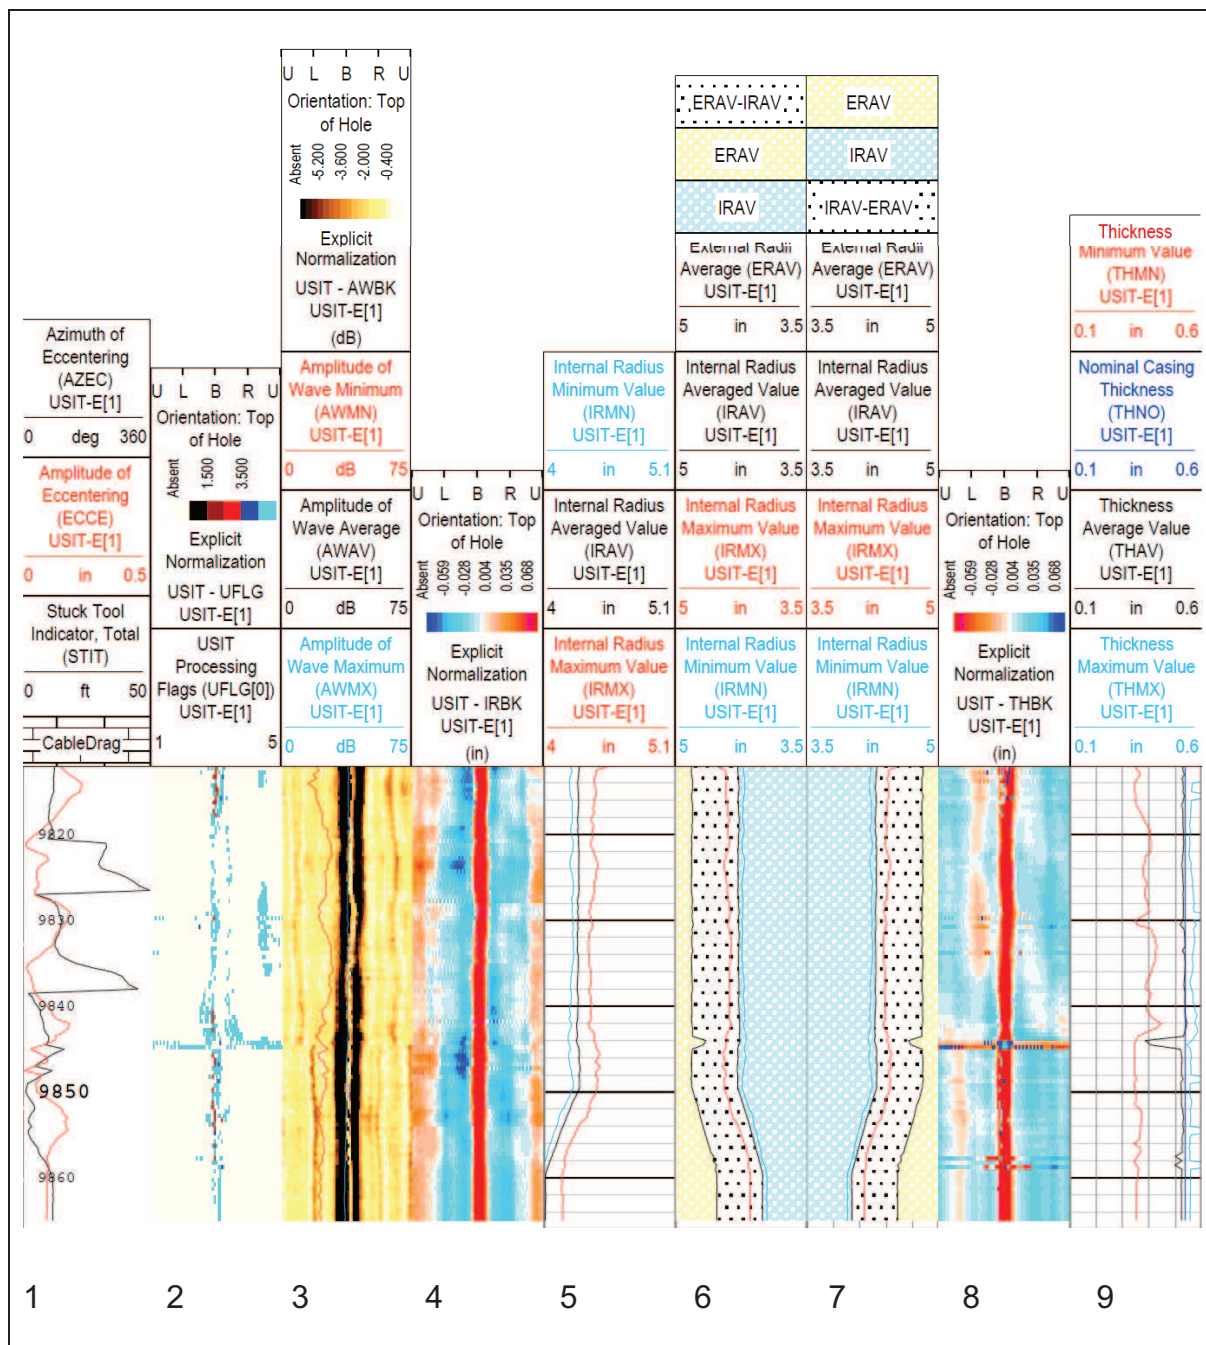 Azimuth of
Eccentering
(AZEC)
USIT-E[1]
0 deg 360
Amplitude of
Eccentering
(ECCE)
USIT-E[1]
0 in 0.5
Stuck Tool
Indicator, Total
(STIT)
0 ft 50
CableDrag
U L B R U
Orientation: Top
of Hole
Absent
1.500
3.500
Explicit
Normalization
USIT - UFLG
USIT-E[1]
USIT
Processing
Flags (UFLG[0])
USIT-E[1]
1 5
U L B R U
Orientation: Top
of Hole
Absent
-5.200
-3.600
-2.000
-0.400
Explicit
Normalization
USIT - AWBK
USIT-E[1]
(dB)
Amplitude of
Wave Minimum
(AWMN)
USIT-E[1]
0 dB 75
Amplitude of
Wave Average
(AWAV)
USIT-E[1]
0 dB 75
Amplitude of
Wave Maximum
(AWMX)
USIT-E[1]
0 dB 75
U L B R U
Orientation: Top
of Hole
Absent
-0.059
-0.028
0.004
0.035
0.068
Explicit
Normalization
USIT - IRBK
USIT-E[1]
(in)
Internal Radius
Minimum Value
(IRMN)
USIT-E[1]
4 in 5.1
Internal Radius
Averaged Value
(IRAV)
USIT-E[1]
4 in 5.1
Internal Radius
Maximum Value
(IRMX)
USIT-E[1]
4 in 5.1
ERAV-IRAV
ERAV
IRAV
External Radii
Average (ERAV)
USIT-E[1]
5 in 3.5
Internal Radius
Averaged Value
(IRAV)
USIT-E[1]
5 in 3.5
Internal Radius
Maximum Value
(IRMX)
USIT-E[1]
5 in 3.5
Internal Radius
Minimum Value
(IRMN)
USIT-E[1]
5 in 3.5
ERAV
IRAV
IRAV-ERAV
External Radii
Average (ERAV)
USIT-E[1]
3.5 in 5
Internal Radius
Averaged Value
(IRAV)
USIT-E[1]
3.5 in 5
Internal Radius
Maximum Value
(IRMX)
USIT-E[1]
3.5 in 5
Internal Radius
Minimum Value
(IRMN)
USIT-E[1]
3.5 in 5
U L B R U
Orientation: Top
of Hole
Absent
-0.059
-0.028
0.004
0.035
0.068
Explicit
Normalization
USIT - THBK
USIT-E[1]
(in)
Thickness
Minimum Value
(THMN)
USIT-E[1]
0.1 in 0.6
Nominal Casing
Thickness
(THNO)
USIT-E[1]
0.1 in 0.6
Thickness
Average Value
(THAV)
USIT-E[1]
0.1 in 0.6
Thickness
Maximum Value
(THMX)
USIT-E[1]
0.1 in 0.6
9820
9830
9840
9850
9860
1 2 3 4 5 6 7 8 9